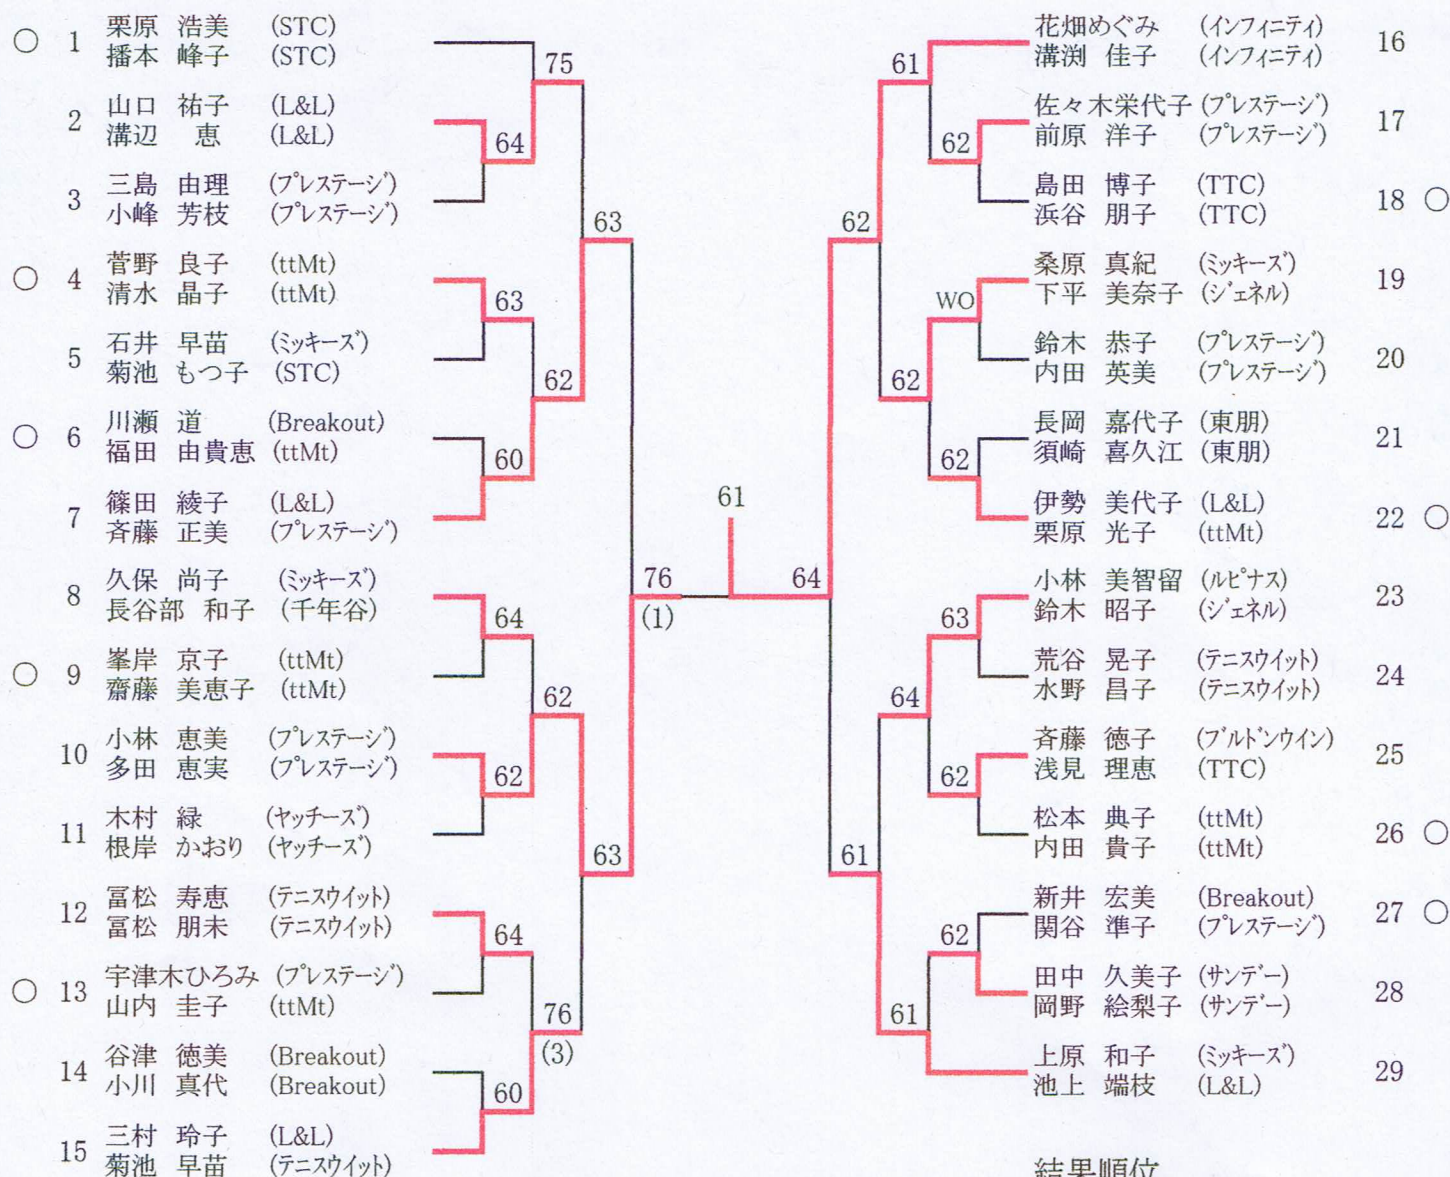 ○ 1 栗原 浩美 (STC)
播本 峰子 (STC)
2 山口 祐子 (L&L)
溝辺 恵 (L&L)
3 三島 由理 (プレステージ)
小峰 芳枝 (プレステージ)
○ 4 菅野 良子 (ttMt)
清水 晶子 (ttMt)
5 石井 早苗 (ミッキーズ)
菊池 もつ子 (STC)
○ 6 川瀬 道 (Breakout)
福田 由貴恵 (ttMt)
7 篠田 綾子 (L&L)
斉藤 正美 (プレステージ)
8 久保 尚子 (ミッキーズ)
長谷部 和子 (千年谷)
○ 9 峯岸 京子 (ttMt)
齋藤 美恵子 (ttMt)
10 小林 恵美 (プレステージ)
多田 恵実 (プレステージ)
11 木村 緑 (ヤッチーズ)
根岸 かおり (ヤッチーズ)
12 冨松 寿恵 (テニスウイット)
冨松 朋未 (テニスウイット)
○ 13 宇津木ひろみ (プレステージ)
山内 圭子 (ttMt)
14 谷津 徳美 (Breakout)
小川 真代 (Breakout)
15 三村 玲子 (L&L)
菊池 早苗 (テニスウイット)
75
64
63
63
62
60
64
62
62
63
64
76
(3)
60
76
(1)
61
64
62
61
62
WO
62
62
63
64
62
61
62
61
花畑めぐみ (インフィニティ) 16
溝渕 佳子 (インフィニティ)
佐々木栄代子 (プレステージ) 17
前原 洋子 (プレステージ)
島田 博子 (TTC) 18 ○
浜谷 朋子 (TTC)
桑原 真紀 (ミッキーズ) 19
下平 美奈子 (ジェネル)
鈴木 恭子 (プレステージ) 20
内田 英美 (プレステージ)
長岡 嘉代子 (東朋) 21
須崎 喜久江 (東朋)
伊勢 美代子 (L&L) 22 ○
栗原 光子 (ttMt)
小林 美智留 (ルピナス) 23
鈴木 昭子 (ジェネル)
荒谷 晃子 (テニスウイット) 24
水野 昌子 (テニスウイット)
斉藤 徳子 (ブルドンウイン) 25
浅見 理恵 (TTC)
松本 典子 (ttMt) 26 ○
内田 貴子 (ttMt)
新井 宏美 (Breakout) 27 ○
関谷 準子 (プレステージ)
田中 久美子 (サンデー) 28
岡野 絵梨子 (サンデー)
上原 和子 (ミッキーズ) 29
池上 端枝 (L&L)
結果順位